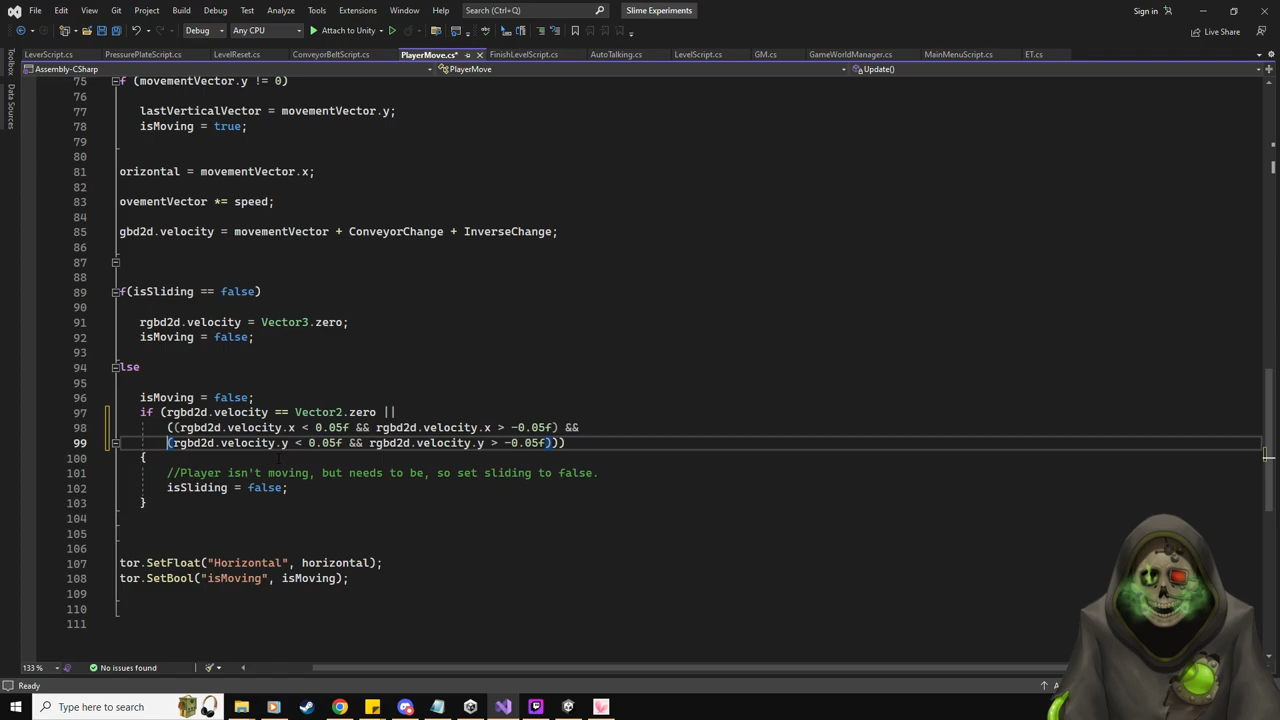 File Edit View Git Project Build Debug Test Analyze Tools Extensions Window Help Search (Ctrl+Q) Slime Experiments Sign in
Debug Any CPU Attach to Unity Live Share
LeverScript.cs PressurePlateScript.cs LevelReset.cs ConveyorBeltScript.cs PlayerMove.cs* FinishLevelScript.cs AutoTalking.cs LevelScript.cs GM.cs GameWorldManager.cs MainMenuScript.cs ET.cs
Assembly-CSharp PlayerMove Update()
Toolbox
Data Sources
75 f (movementVector.y != 0)
76
77 lastVerticalVector = movementVector.y;
78 isMoving = true;
79
80
81 orizontal = movementVector.x;
82
83 ovementVector *= speed;
84
85 gbd2d.velocity = movementVector + ConveyorChange + InverseChange;
86
87
88
89 f(isSliding == false)
90
91 rgbd2d.velocity = Vector3.zero;
92 isMoving = false;
93
94 lse
95
96 isMoving = false;
97 if (rgbd2d.velocity == Vector2.zero ||
98 ((rgbd2d.velocity.x < 0.05f && rgbd2d.velocity.x > -0.05f) &&
99 (rgbd2d.velocity.y < 0.05f && rgbd2d.velocity.y > -0.05f)))
100 {
101 //Player isn't moving, but needs to be, so set sliding to false.
102 isSliding = false;
103 }
104
105
106
107 tor.SetFloat("Horizontal", horizontal);
108 tor.SetBool("isMoving", isMoving);
109
110
111
133 % No issues found
Ready
Type here to search